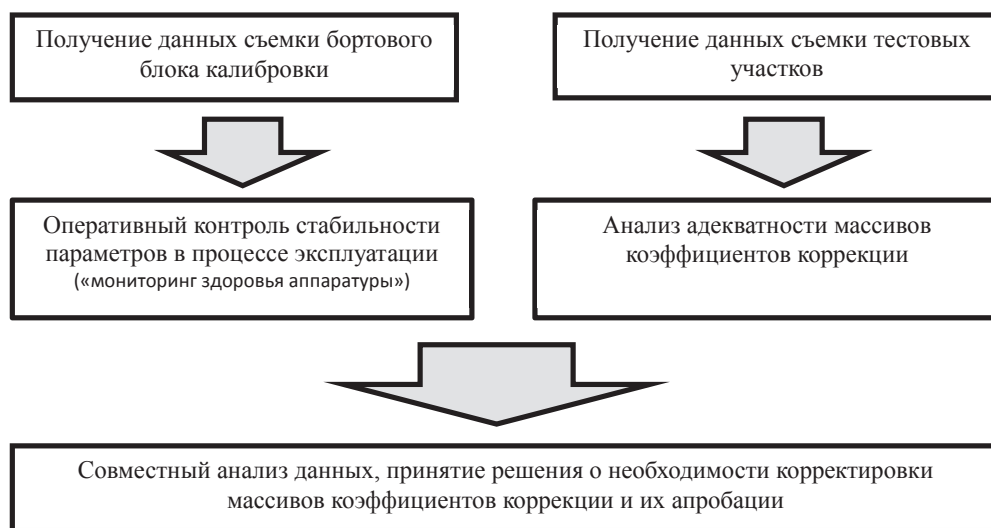 Получение данных съемки бортового
блока калибровки
Получение данных съемки тестовых
участков
Оперативный контроль стабильности
параметров в процессе эксплуатации
(«мониторинг здоровья аппаратуры»)
Анализ адекватности массивов
коэффициентов коррекции
Совместный анализ данных, принятие решения о необходимости корректировки
массивов коэффициентов коррекции и их апробации